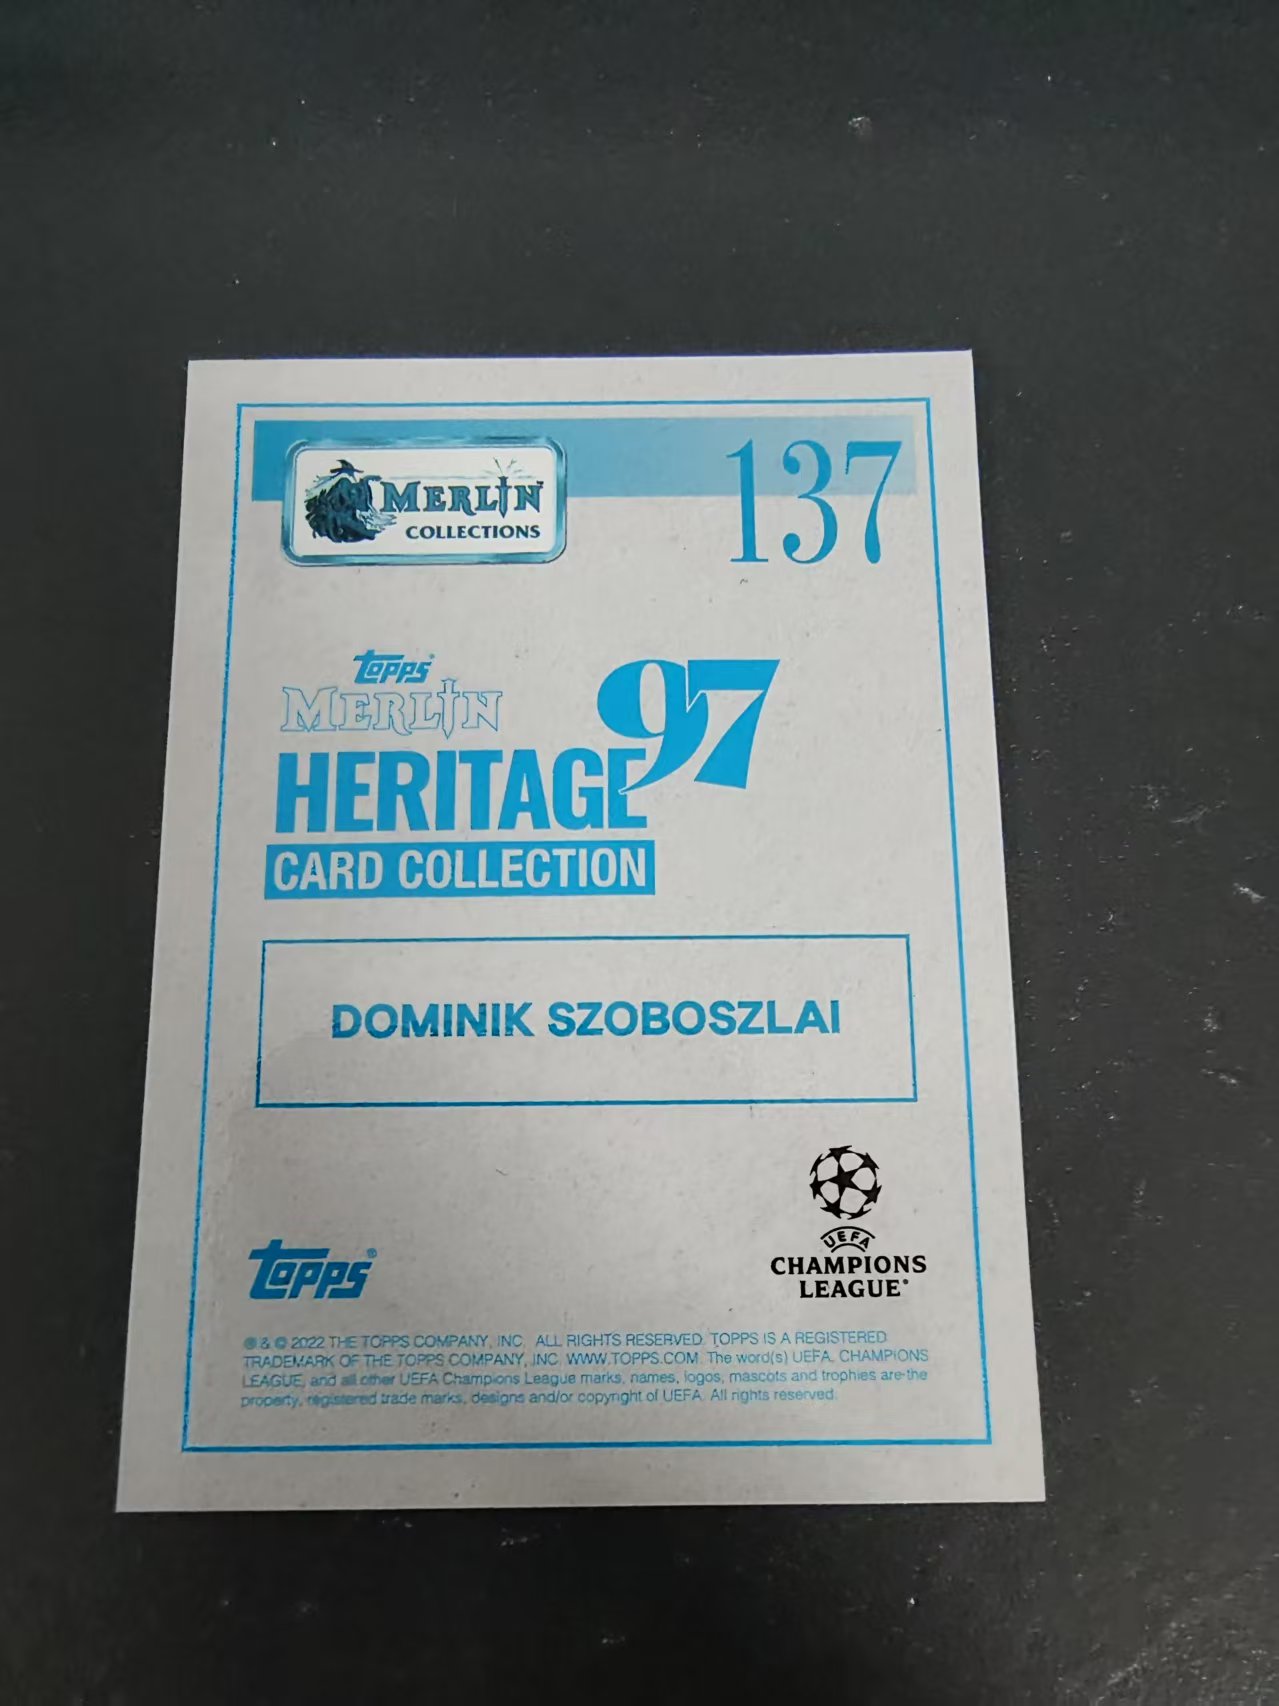 MERLIN™
COLLECTIONS
137
Topps®
MERLIN
97
HERITAGE
CARD COLLECTION
DOMINIK SZOBOSZLAI
UEFA
CHAMPIONS
LEAGUE®
Topps®
® & © 2022 THE TOPPS COMPANY, INC. ALL RIGHTS RESERVED. TOPPS IS A REGISTERED
TRADEMARK OF THE TOPPS COMPANY, INC. WWW.TOPPS.COM. The word(s) UEFA, CHAMPIONS
LEAGUE, and all other UEFA Champions League marks, names, logos, mascots and trophies are the
property, registered trade marks, designs and/or copyright of UEFA. All rights reserved.